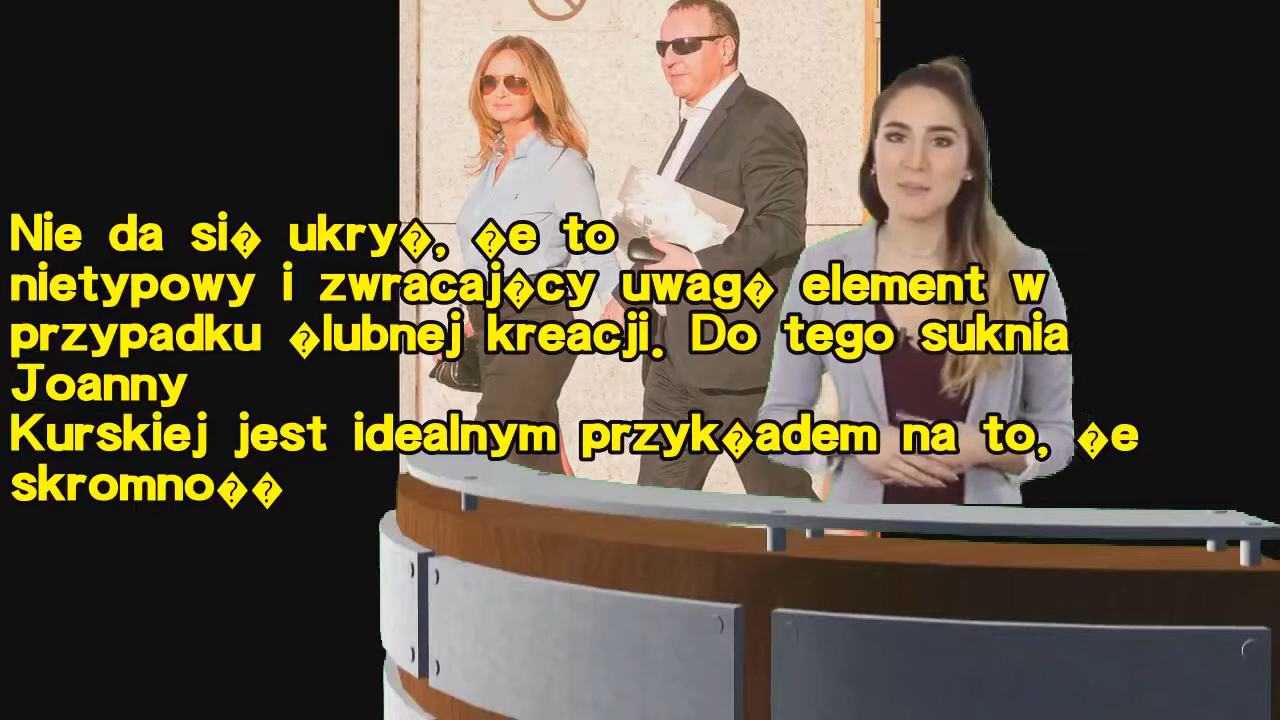 Nie da si� ukry�, �e to
nietypowy i zwracaj�cy uwag� element w
przypadku �lubnej kreacji. Do tego suknia
Joanny
Kurskiej jest idealnym przyk�adem na to, �e
skromno��